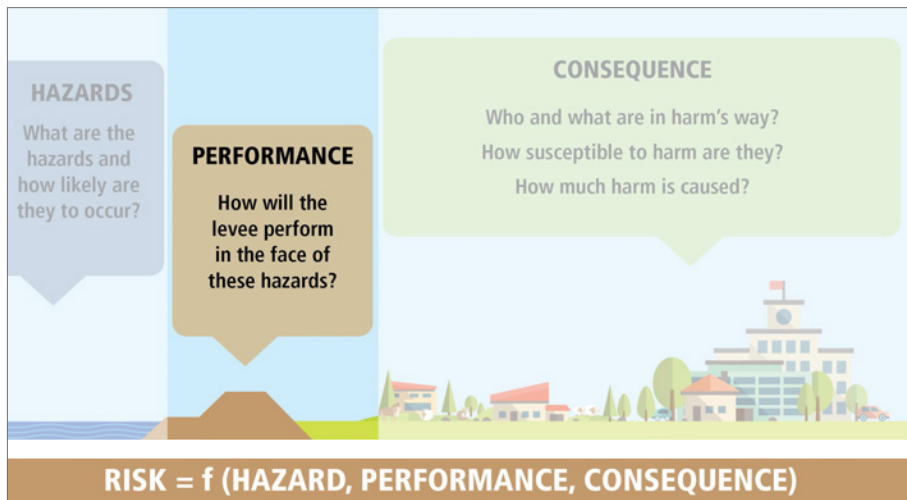 HAZARDS
What are the
hazards and
how likely are
they to occur?
PERFORMANCE
How will the
levee perform
in the face of
these hazards?
CONSEQUENCE
Who and what are in harm's way?
How susceptible to harm are they?
How much harm is caused?
RISK = f (HAZARD, PERFORMANCE, CONSEQUENCE)